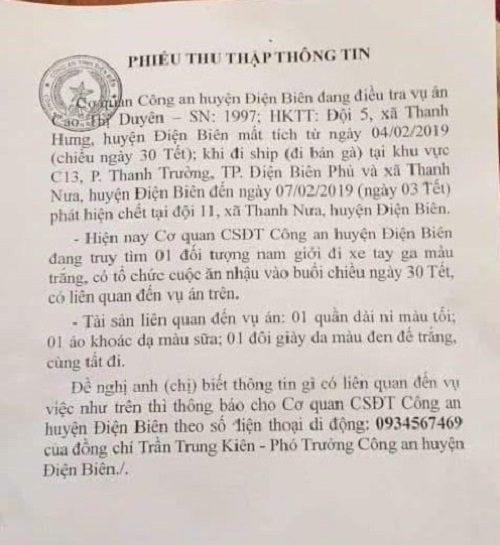 PHIẾU THU THẬP THÔNG TIN
Cơ quan Công an huyện Điện Biên đang điều tra vụ án
Cao Thị Duyên – SN: 1997; HKTT: Đội 5, xã Thanh
Hưng, huyện Điện Biên mất tích từ ngày 04/02/2019
(chiều ngày 30 Tết); khi đi ship (đi bán gà) tại khu vực
C13, P. Thanh Trường, TP. Điện Biên Phủ và xã Thanh
Nưa, huyện Điện Biên đến ngày 07/02/2019 (ngày 03 Tết)
phát hiện chết tại đội 11, xã Thanh Nưa, huyện Điện Biên.
- Hiện nay Cơ quan CSĐT Công an huyện Điện Biên
đang truy tìm 01 đối tượng nam giới đi xe tay ga màu
trắng, có tổ chức cuộc ăn nhậu vào buổi chiều ngày 30 Tết,
có liên quan đến vụ án trên.
- Tài sản liên quan đến vụ án: 01 quần dài nỉ màu tối;
01 áo khoác dạ màu sữa; 01 đôi giày da màu đen đế trắng,
cùng tất đi.
Đề nghị anh (chị) biết thông tin gì có liên quan đến vụ
việc như trên thì thông báo cho Cơ quan CSĐT Công an
huyện Điện Biên theo số điện thoại di động: 0934567469
của đồng chí Trần Trung Kiên - Phó Trưởng Công an huyện
Điện Biên./.